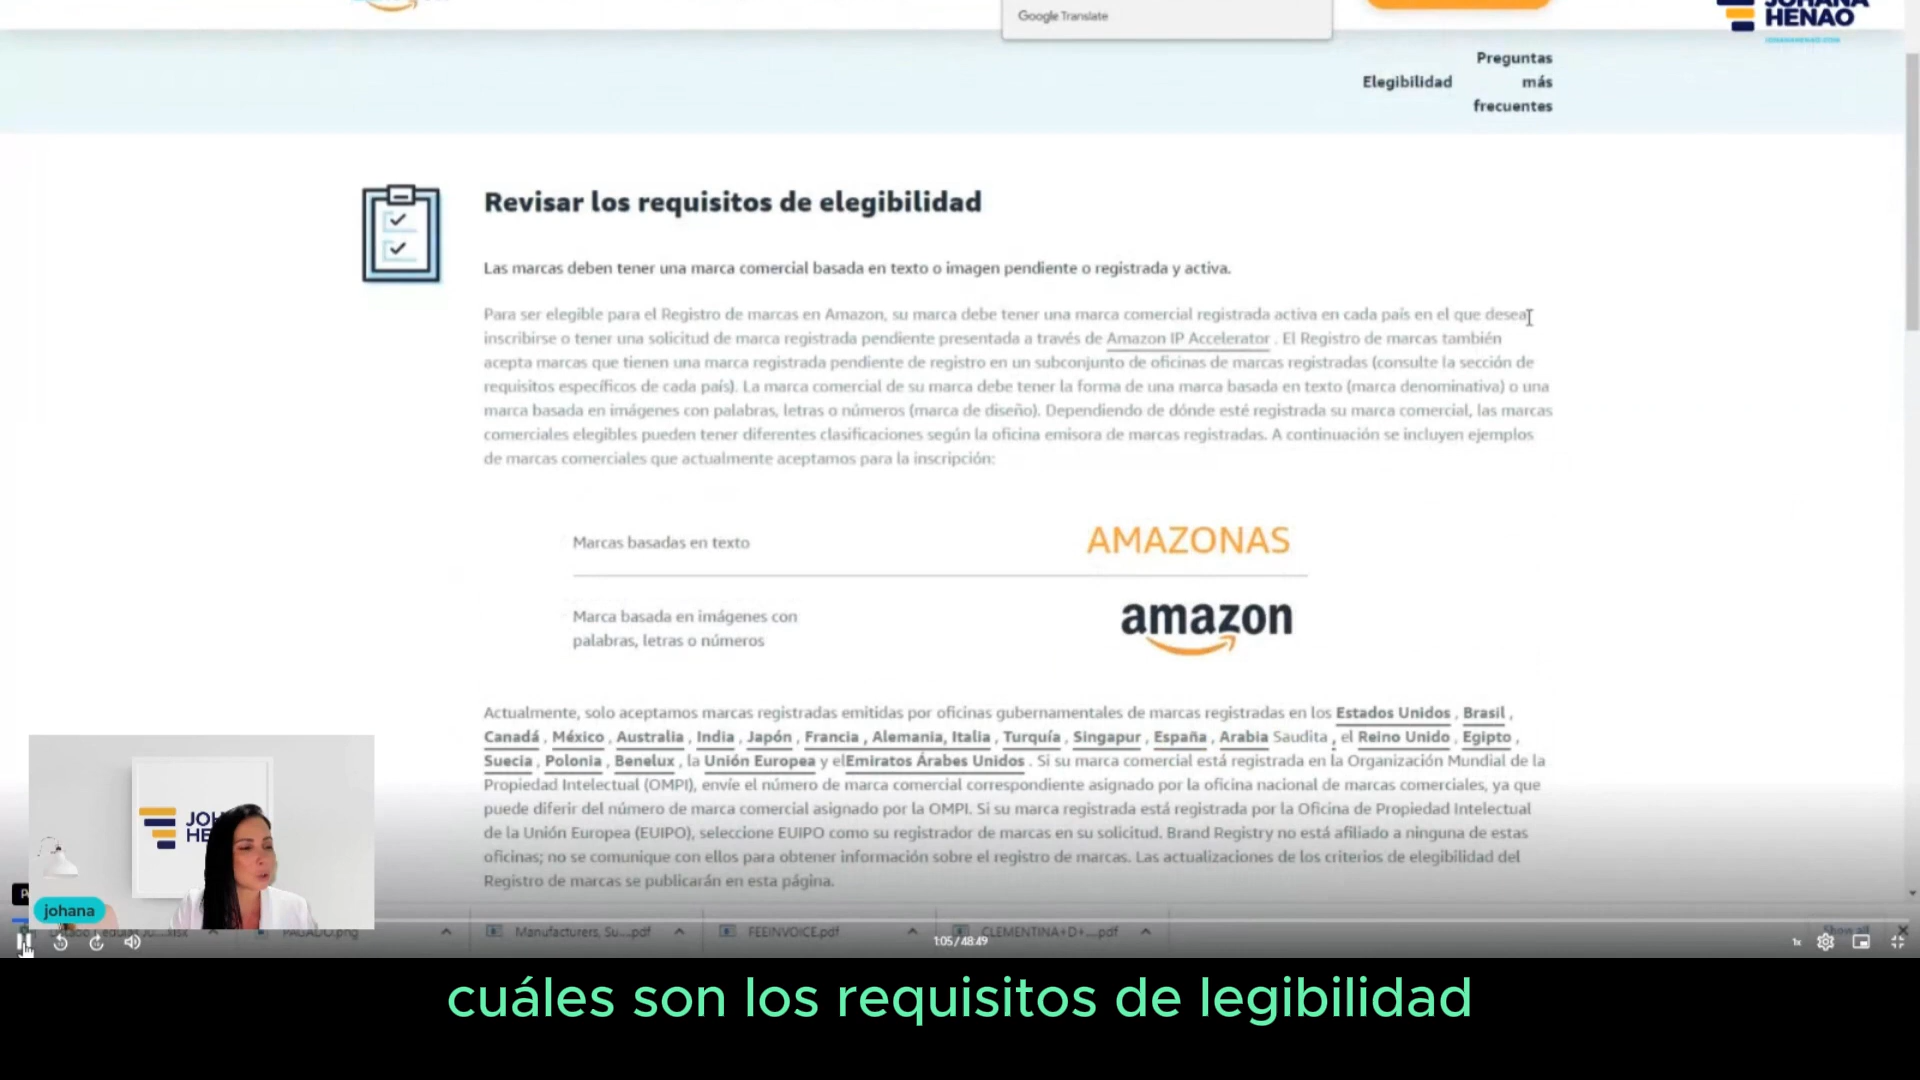 Google Translate
JOHANA
HENAO
Preguntas
Elegibilidad
más
frecuentes
Revisar los requisitos de elegibilidad
Las marcas deben tener una marca comercial basada en texto o imagen pendiente o registrada y activa.
Para ser elegible para el Registro de marcas en Amazon, su marca debe tener una marca comercial registrada activa en cada país en el que desea
inscribirse o tener una solicitud de marca registrada pendiente presentada a través de Amazon IP Accelerator . El Registro de marcas también
acepta marcas que tienen una marca registrada pendiente de registro en un subconjunto de oficinas de marcas registradas (consulte la sección de
requisitos específicos de cada país). La marca comercial de su marca debe tener la forma de una marca basada en texto (marca denominativa) o una
marca basada en imágenes con palabras, letras o números (marca de diseño). Dependiendo de dónde esté registrada su marca comercial, las marcas
comerciales elegibles pueden tener diferentes clasificaciones según la oficina emisora de marcas registradas. A continuación se incluyen ejemplos
de marcas comerciales que actualmente aceptamos para la inscripción:
Marcas basadas en texto
AMAZONAS
Marca basada en imágenes con
palabras, letras o números
amazon
Actualmente, solo aceptamos marcas registradas emitidas por oficinas gubernamentales de marcas registradas en los Estados Unidos , Brasil ,
Canadá , México , Australia , India , Japón , Francia , Alemania, Italia , Turquía , Singapur , España , Arabia Saudita , el Reino Unido , Egipto ,
Suecia , Polonia , Benelux , la Unión Europea y elEmiratos Árabes Unidos . Si su marca comercial está registrada en la Organización Mundial de la
Propiedad Intelectual (OMPI), envíe el número de marca comercial correspondiente asignado por la oficina nacional de marcas comerciales, ya que
puede diferir del número de marca comercial asignado por la OMPI. Si su marca registrada está registrada por la Oficina de Propiedad Intelectual
de la Unión Europea (EUIPO), seleccione EUIPO como su registrador de marcas en su solicitud. Brand Registry no está afiliado a ninguna de estas
oficinas; no se comunique con ellos para obtener información sobre el registro de marcas. Las actualizaciones de los criterios de elegibilidad del
Registro de marcas se publicarán en esta página.
JOH
HE
johana
PAGADO.png
Manufacturers, Su....pdf
FEEINVOICE.pdf
CLEMENTINA+D+....pdf
Show all
1:05 / 48:49
1x
cuáles son los requisitos de legibilidad